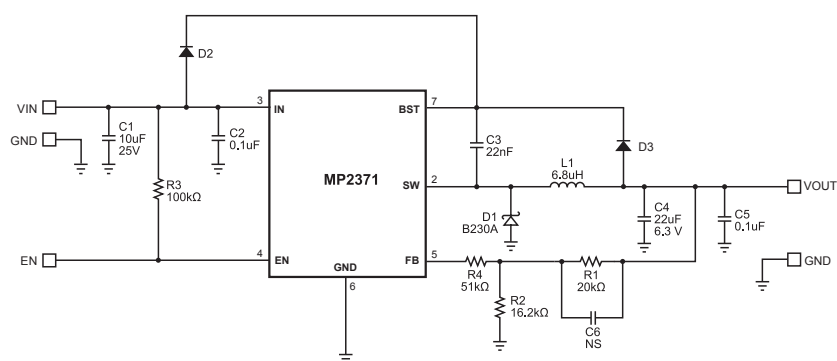 D2
VIN
3
IN
BST
7
C1
10uF
25V
C2
0.1uF
C3
22nF
D3
GND
L1
6.8uH
MP2371
SW
2
VOUT
R3
100kΩ
D1
B230A
C4
22uF
6.3 V
C5
0.1uF
EN
4
EN
GND
6
FB
5
R4
51kΩ
R1
20kΩ
GND
R2
16.2kΩ
C6
NS